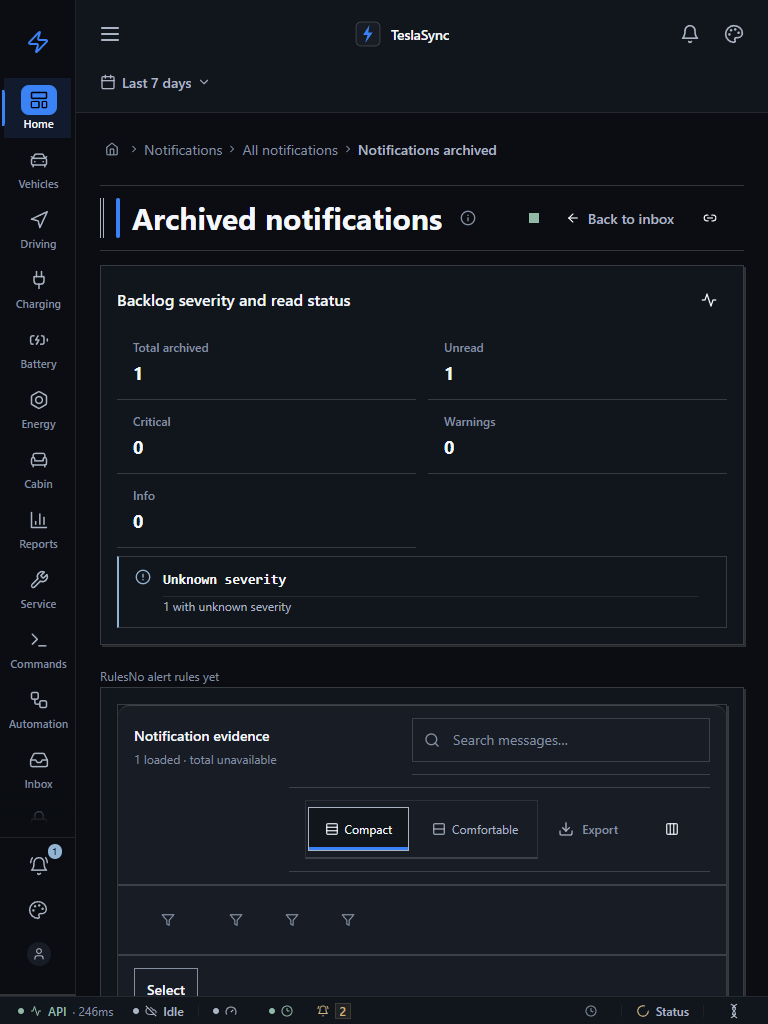 TeslaSync
Last 7 days
Home
Vehicles
Driving
Charging
Battery
Energy
Cabin
Reports
Service
Commands
Automation
Inbox
1
Notifications
All notifications
Notifications archived
Archived notifications
Back to inbox
Backlog severity and read status
Total archived
1
Unread
1
Critical
0
Warnings
0
Info
0
Unknown severity
1 with unknown severity
RulesNo alert rules yet
Notification evidence
1 loaded · total unavailable
Search messages...
Compact
Comfortable
Export
Select
API · 246ms
Idle
2
Status